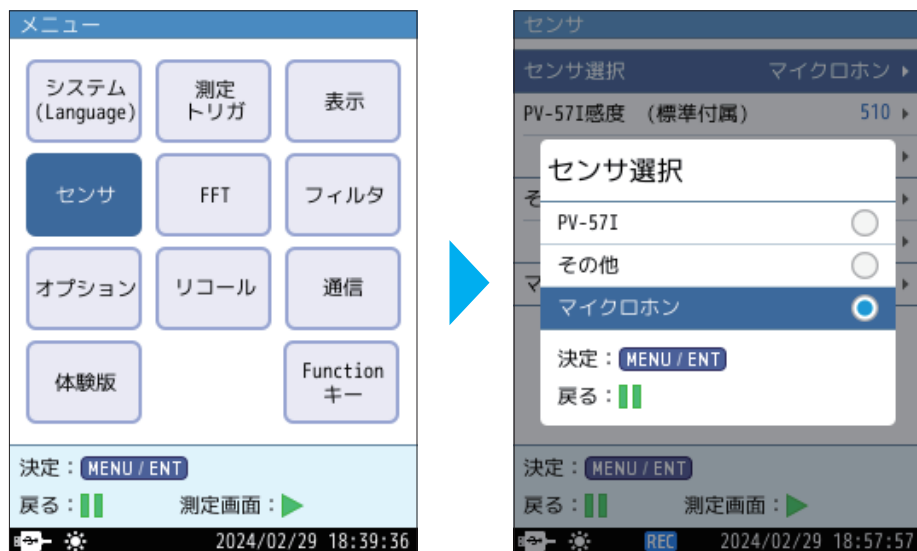 メニュー
システム
(Language)
測定
トリガ
表示
センサ
FFT
フィルタ
オプション
リコール
通信
体験版
Function
キー
決定：MENU / ENT
戻る： 測定画面：
2024/02/29 18:39:36
センサ
センサ選択 マイクロホン
PV-57I感度 (標準付属) 510
そ
マ
センサ選択
PV-57I
その他
マイクロホン
決定：MENU / ENT
戻る：
決定：MENU / ENT
戻る： 測定画面：
REC 2024/02/29 18:57:57